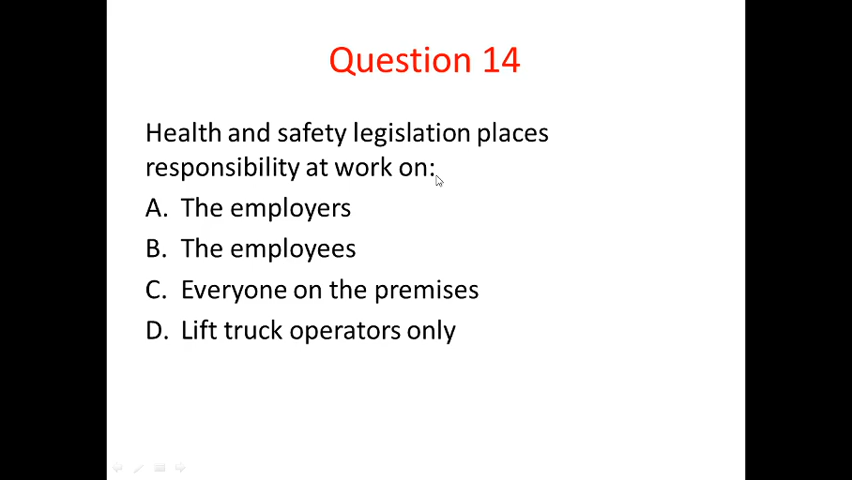 Question 14
Health and safety legislation places
responsibility at work on:
A. The employers
B. The employees
C. Everyone on the premises
D. Lift truck operators only